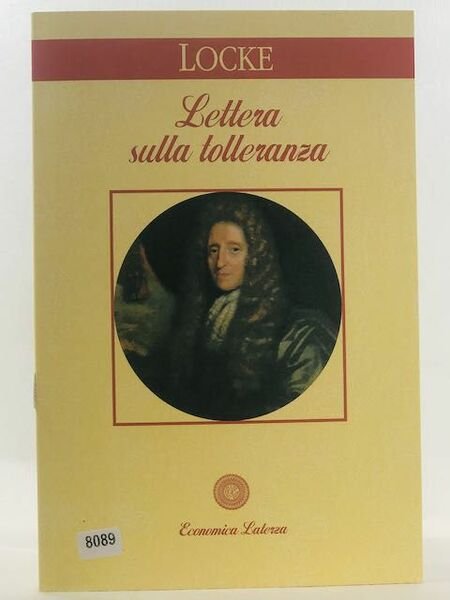 LOCKE
Lettera
sulla tolleranza
Economica Laterza
8089